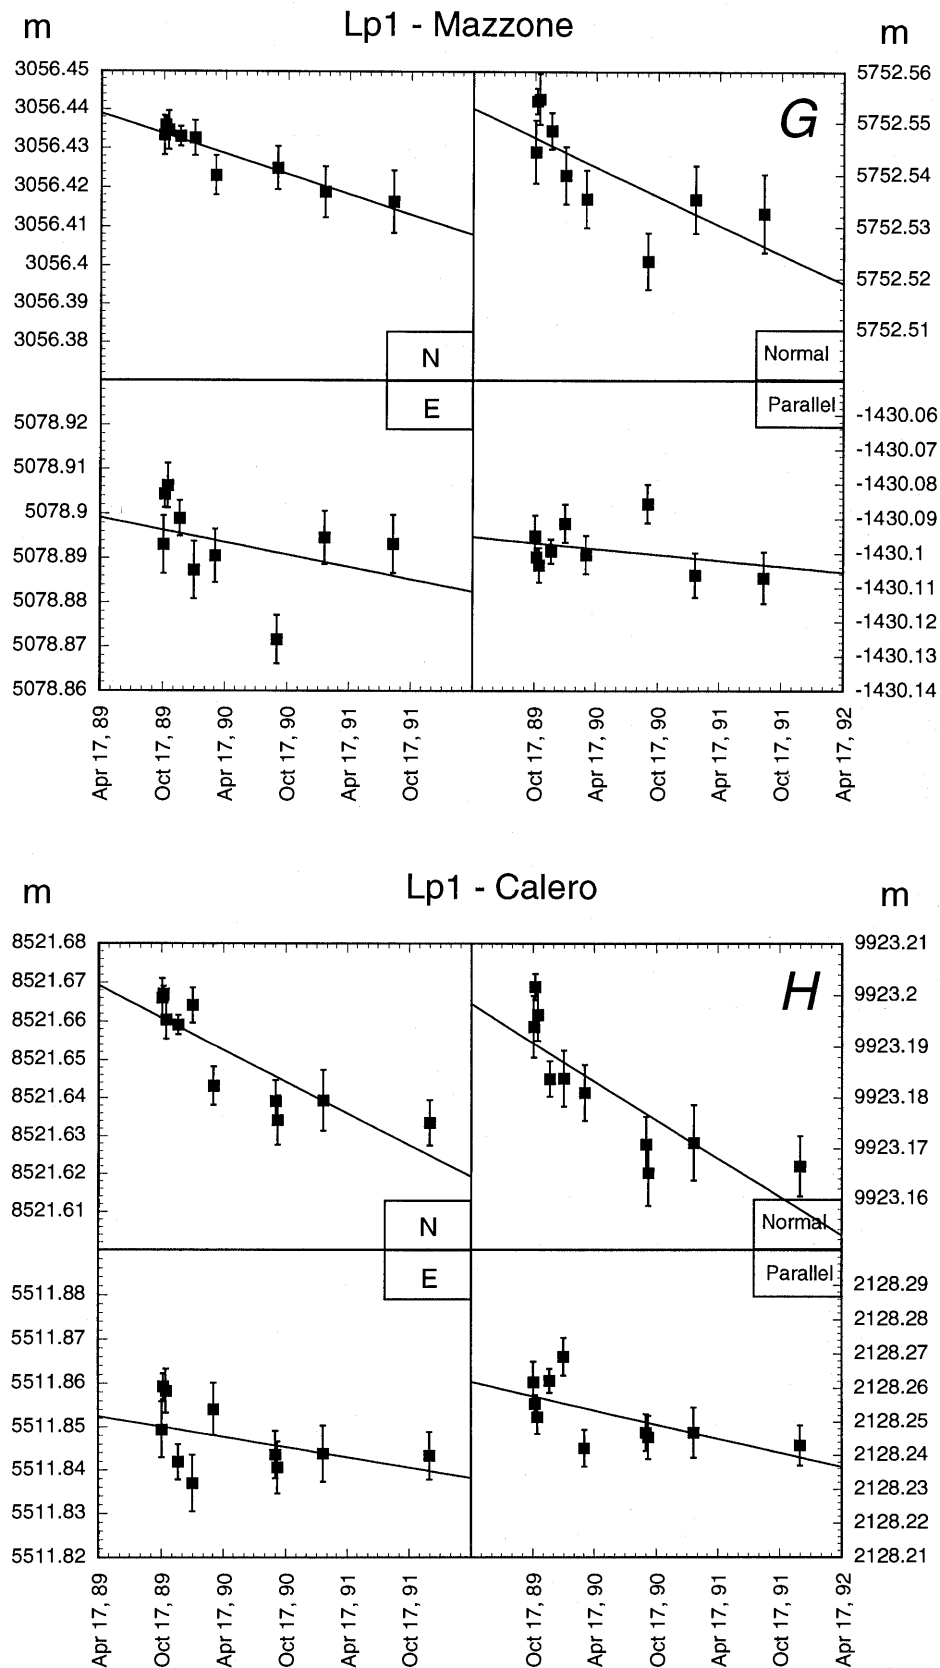 Lp1 - Mazzone
m
m
3056.45
3056.44
3056.43
3056.42
3056.41
3056.4
3056.39
3056.38
5752.56
5752.55
5752.54
5752.53
5752.52
5752.51
G
N
Normal
E
Parallel
5078.92
5078.91
5078.9
5078.89
5078.88
5078.87
5078.86
-1430.06
-1430.07
-1430.08
-1430.09
-1430.1
-1430.11
-1430.12
-1430.13
-1430.14
Apr 17, 89
Oct 17, 89
Apr 17, 90
Oct 17, 90
Apr 17, 91
Oct 17, 91
Oct 17, 89
Apr 17, 90
Oct 17, 90
Apr 17, 91
Oct 17, 91
Apr 17, 92
Lp1 - Calero
m
m
8521.68
8521.67
8521.66
8521.65
8521.64
8521.63
8521.62
8521.61
9923.21
9923.2
9923.19
9923.18
9923.17
9923.16
H
N
Normal
E
Parallel
5511.88
5511.87
5511.86
5511.85
5511.84
5511.83
5511.82
2128.29
2128.28
2128.27
2128.26
2128.25
2128.24
2128.23
2128.22
2128.21
Apr 17, 89
Oct 17, 89
Apr 17, 90
Oct 17, 90
Apr 17, 91
Oct 17, 91
Oct 17, 89
Apr 17, 90
Oct 17, 90
Apr 17, 91
Oct 17, 91
Apr 17, 92